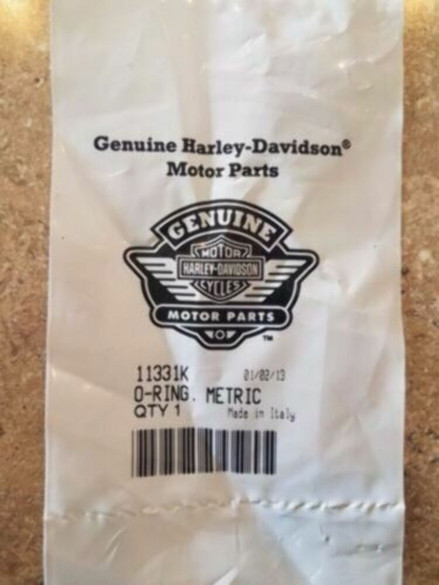 Genuine Harley-Davidson®
Motor Parts
GENUINE
MOTOR
HARLEY-DAVIDSON
CYCLES
MOTOR PARTS
™
11331K 01/02/13
O-RING. METRIC
QTY 1 Made in Italy